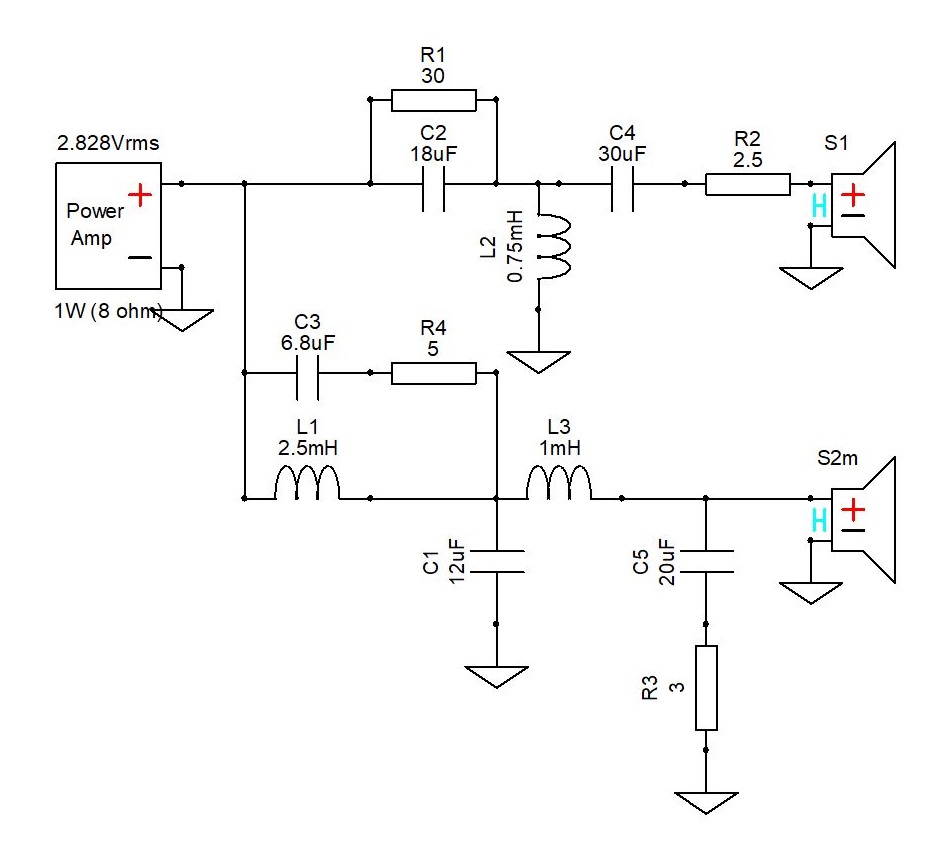 R1
30
2.828Vrms
C2
18uF
C4
30uF
R2
2.5
S1
+
H
+
Power
Amp
L2
0.75mH
1W (8 ohm)
C3
6.8uF
R4
5
L1
2.5mH
L3
1mH
S2m
H
+
C1
12uF
C5
20uF
R3
3